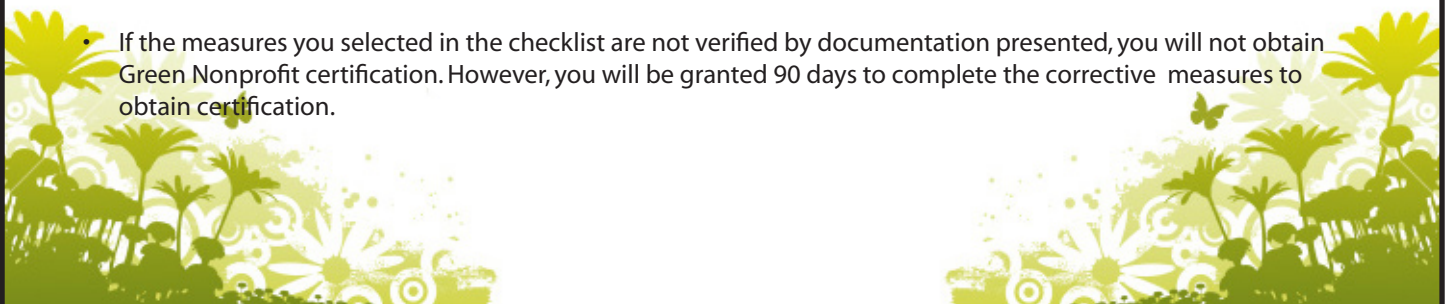 • If the measures you selected in the checklist are not verified by documentation presented, you will not obtain
Green Nonprofit certification. However, you will be granted 90 days to complete the corrective  measures to
obtain certification.